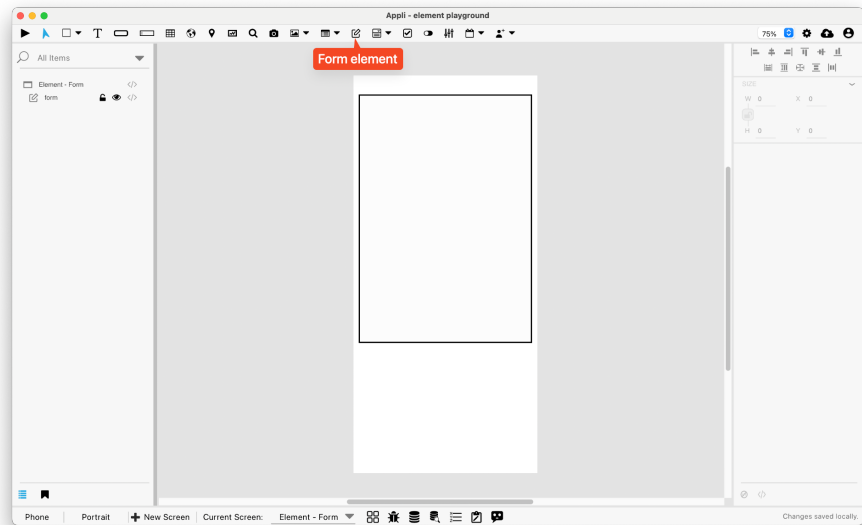 Appli - element playground
T
75%
Form element
All Items
Element - Form
form
SIZE
W 0
X 0
H 0
Y 0
Phone
Portrait
New Screen
Current Screen:
Element - Form
Changes saved locally.